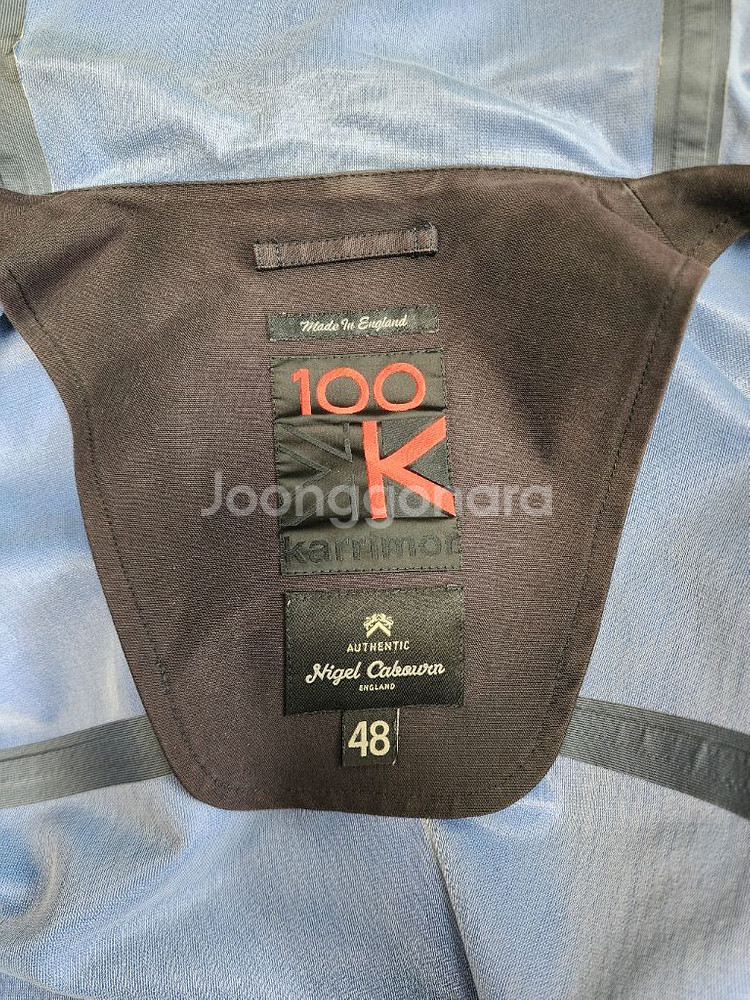 Made In England
100
K
karrimor
Joonggonara
AUTHENTIC
Nigel Cabourn
ENGLAND
48